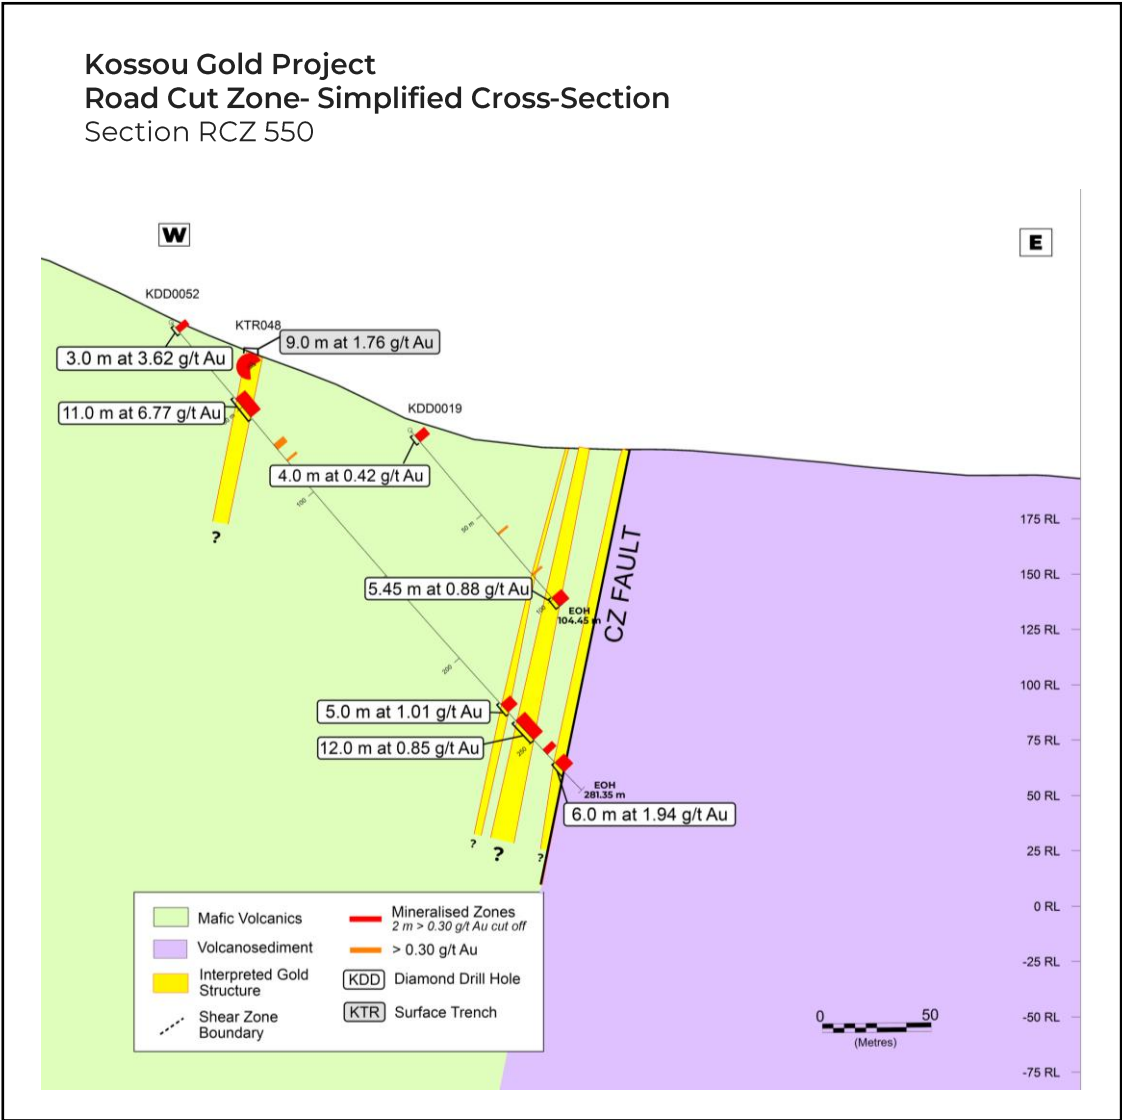 Kossou Gold Project
Road Cut Zone- Simplified Cross-Section
Section RCZ 550
W
E
KDD0052
KTR048
9.0 m at 1.76 g/t Au
3.0 m at 3.62 g/t Au
11.0 m at 6.77 g/t Au
KDD0019
4.0 m at 0.42 g/t Au
100
50 m
?
175 RL
150 RL
125 RL
100 RL
75 RL
50 RL
25 RL
0 RL
-25 RL
-50 RL
-75 RL
CZ FAULT
5.45 m at 0.88 g/t Au
100
EOH
104.45 m
200
5.0 m at 1.01 g/t Au
12.0 m at 0.85 g/t Au
250
EOH
281.35 m
6.0 m at 1.94 g/t Au
?
?
?
Mafic Volcanics
Volcanosediment
Interpreted Gold
Structure
Shear Zone
Boundary
Mineralised Zones
2 m > 0.30 g/t Au cut off
> 0.30 g/t Au
KDD
Diamond Drill Hole
KTR
Surface Trench
0
50
(Metres)